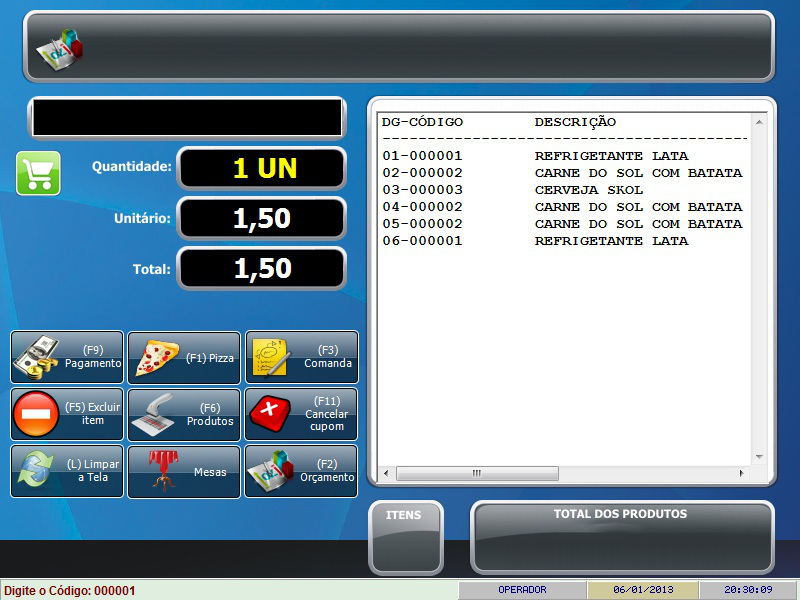 DG-CÓDIGO DESCRIÇÃO
--------------------------------------------
01-000001 REFRIGETANTE LATA
02-000002 CARNE DO SOL COM BATATA
03-000003 CERVEJA SKOL
04-000002 CARNE DO SOL COM BATATA
05-000002 CARNE DO SOL COM BATATA
06-000001 REFRIGETANTE LATA
Quantidade: 1 UN
Unitário: 1,50
Total: 1,50
(F9)
Pagamento
(F1) Pizza
(F3)
Comanda
(F5) Excluir
item
(F6)
Produtos
(F11)
Cancelar
cupom
(L) Limpar
a Tela
Mesas
(F2)
Orçamento
ITENS
TOTAL DOS PRODUTOS
Digite o Código: 000001
OPERADOR
06/01/2013
20:30:09